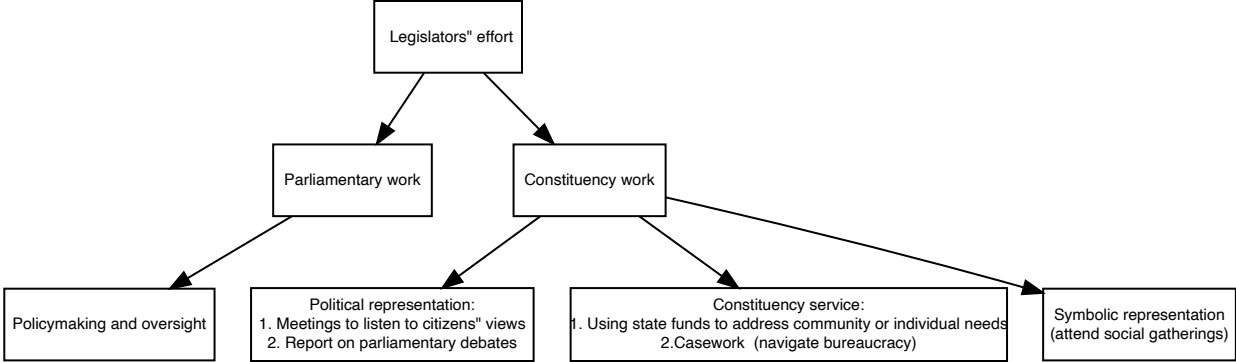 Legislators" effort
Parliamentary work
Constituency work
Policymaking and oversight
Political representation:
1. Meetings to listen to citizens" views
2. Report on parliamentary debates
Constituency service:
1. Using state funds to address community or individual needs
2.Casework (navigate bureaucracy)
Symbolic representation
(attend social gatherings)